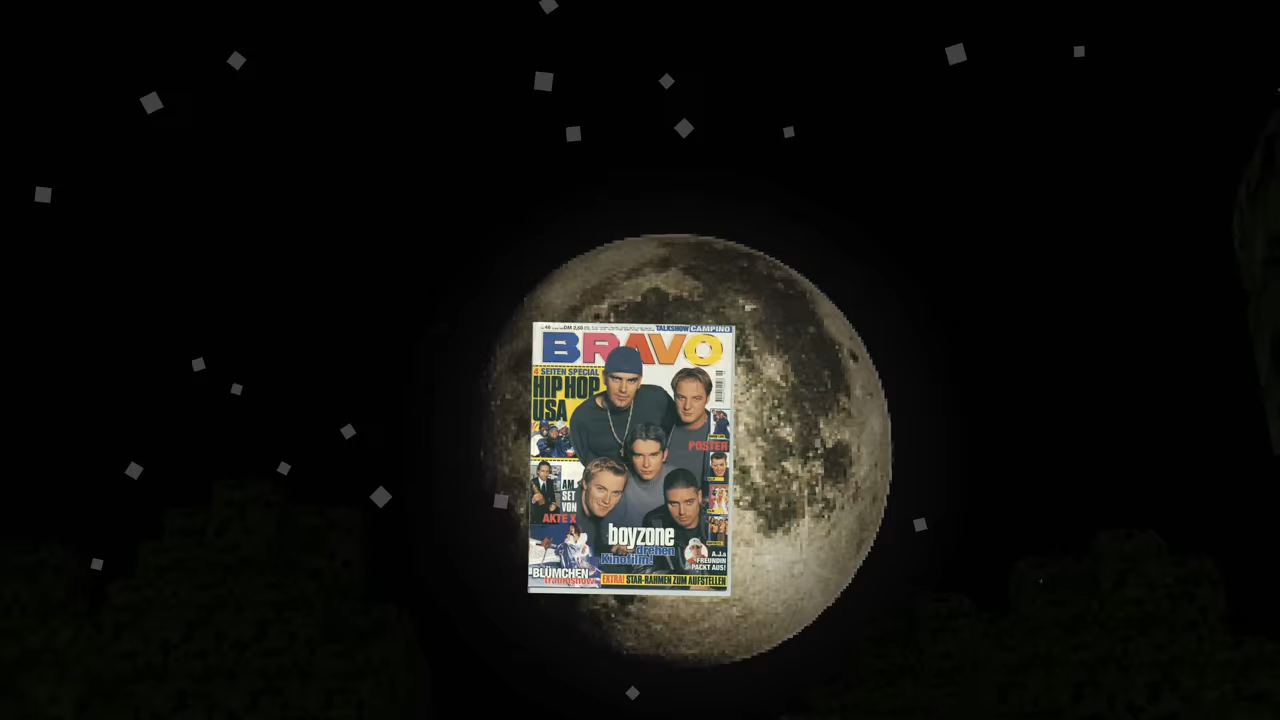 DM 2,60
TALKSHOW CAMPINO
BRAVO
4 SEITEN SPECIAL
HIP HOP
USA
POSTER
AM
SET
VON
AKTE X
boyzone
drehen
Kinofilm!
A.J.s
FREUNDIN
PACKT AUS!
BLÜMCHEN
EXTRA! STAR-RAHMEN ZUM AUFSTELLEN